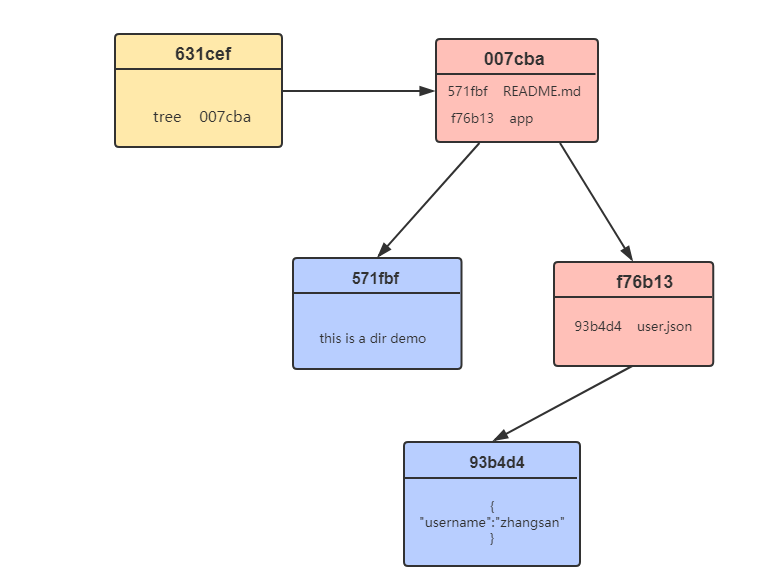 631cef
tree 007cba
007cba
571fbf README.md
f76b13 app
571fbf
this is a dir demo
f76b13
93b4d4 user.json
93b4d4
{
"username":"zhangsan"
}